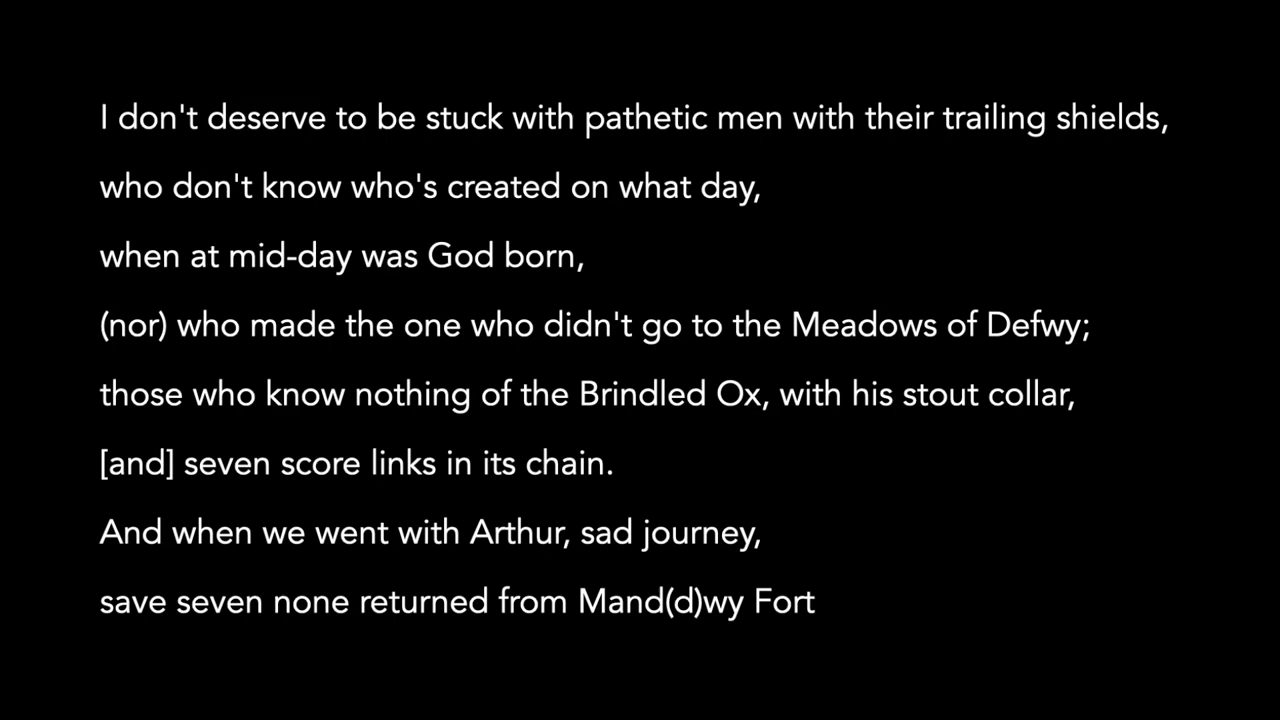 I don't deserve to be stuck with pathetic men with their trailing shields,
who don't know who's created on what day,
when at mid-day was God born,
(nor) who made the one who didn't go to the Meadows of Defwy;
those who know nothing of the Brindled Ox, with his stout collar,
[and] seven score links in its chain.
And when we went with Arthur, sad journey,
save seven none returned from Mand(d)wy Fort